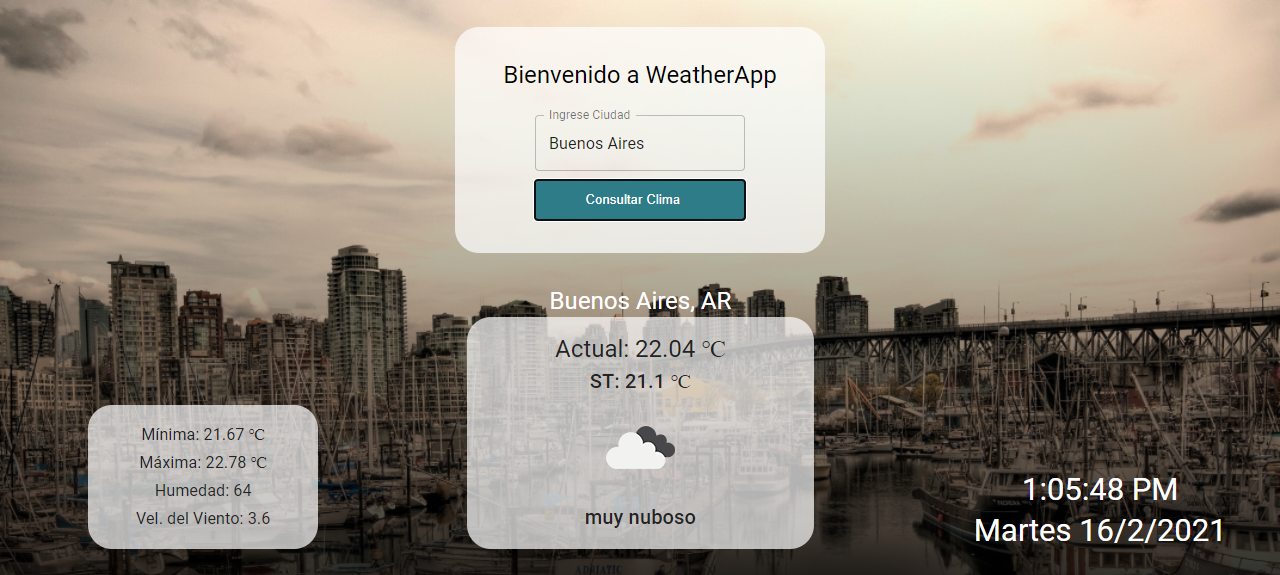 Bienvenido a WeatherApp
Ingrese Ciudad
Buenos Aires
Consultar Clima
Buenos Aires, AR
Actual: 22.04 °C
ST: 21.1 °C
muy nuboso
Mínima: 21.67 °C
Máxima: 22.78 °C
Humedad: 64
Vel. del Viento: 3.6
1:05:48 PM
Martes 16/2/2021